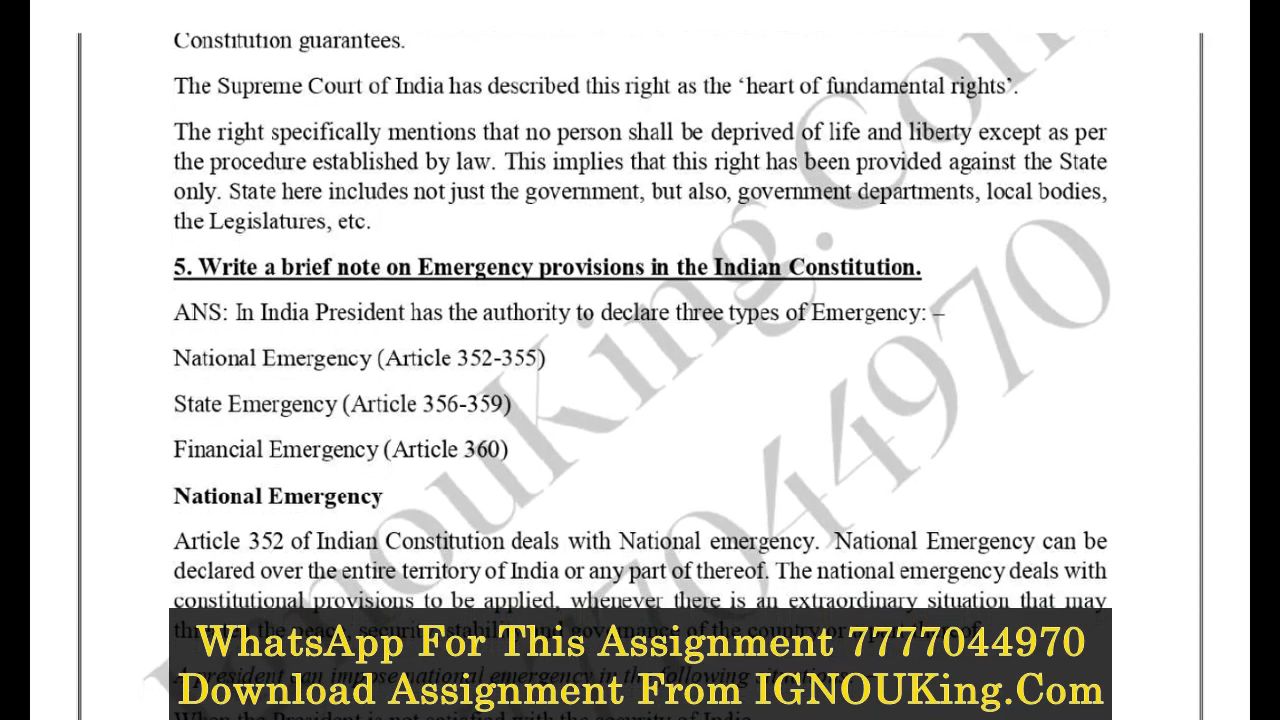 Constitution guarantees.
The Supreme Court of India has described this right as the ‘heart of fundamental rights’.
The right specifically mentions that no person shall be deprived of life and liberty except as per
the procedure established by law. This implies that this right has been provided against the State
only. State here includes not just the government, but also, government departments, local bodies,
the Legislatures, etc.
5. Write a brief note on Emergency provisions in the Indian Constitution.
ANS: In India President has the authority to declare three types of Emergency: –
National Emergency (Article 352-355)
State Emergency (Article 356-359)
Financial Emergency (Article 360)
National Emergency
Article 352 of Indian Constitution deals with National emergency. National Emergency can be
declared over the entire territory of India or any part of thereof. The national emergency deals with
constitutional provisions to be applied, whenever there is an extraordinary situation that may
WhatsApp For This Assignment 7777044970
Download Assignment From IGNOUKing.Com